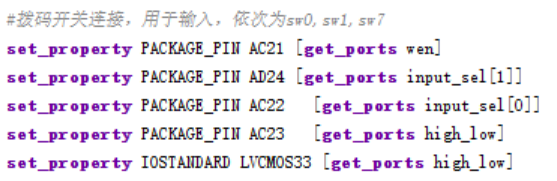 #拨码开关连接，用于输入，依次为sw0,sw1,sw7
set_property PACKAGE_PIN AC21 [get_ports wen]
set_property PACKAGE_PIN AD24 [get_ports input_sel[1]]
set_property PACKAGE_PIN AC22 [get_ports input_sel[0]]
set_property PACKAGE_PIN AC23 [get_ports high_low]
set_property IOSTANDARD LVCMOS33 [get_ports high_low]